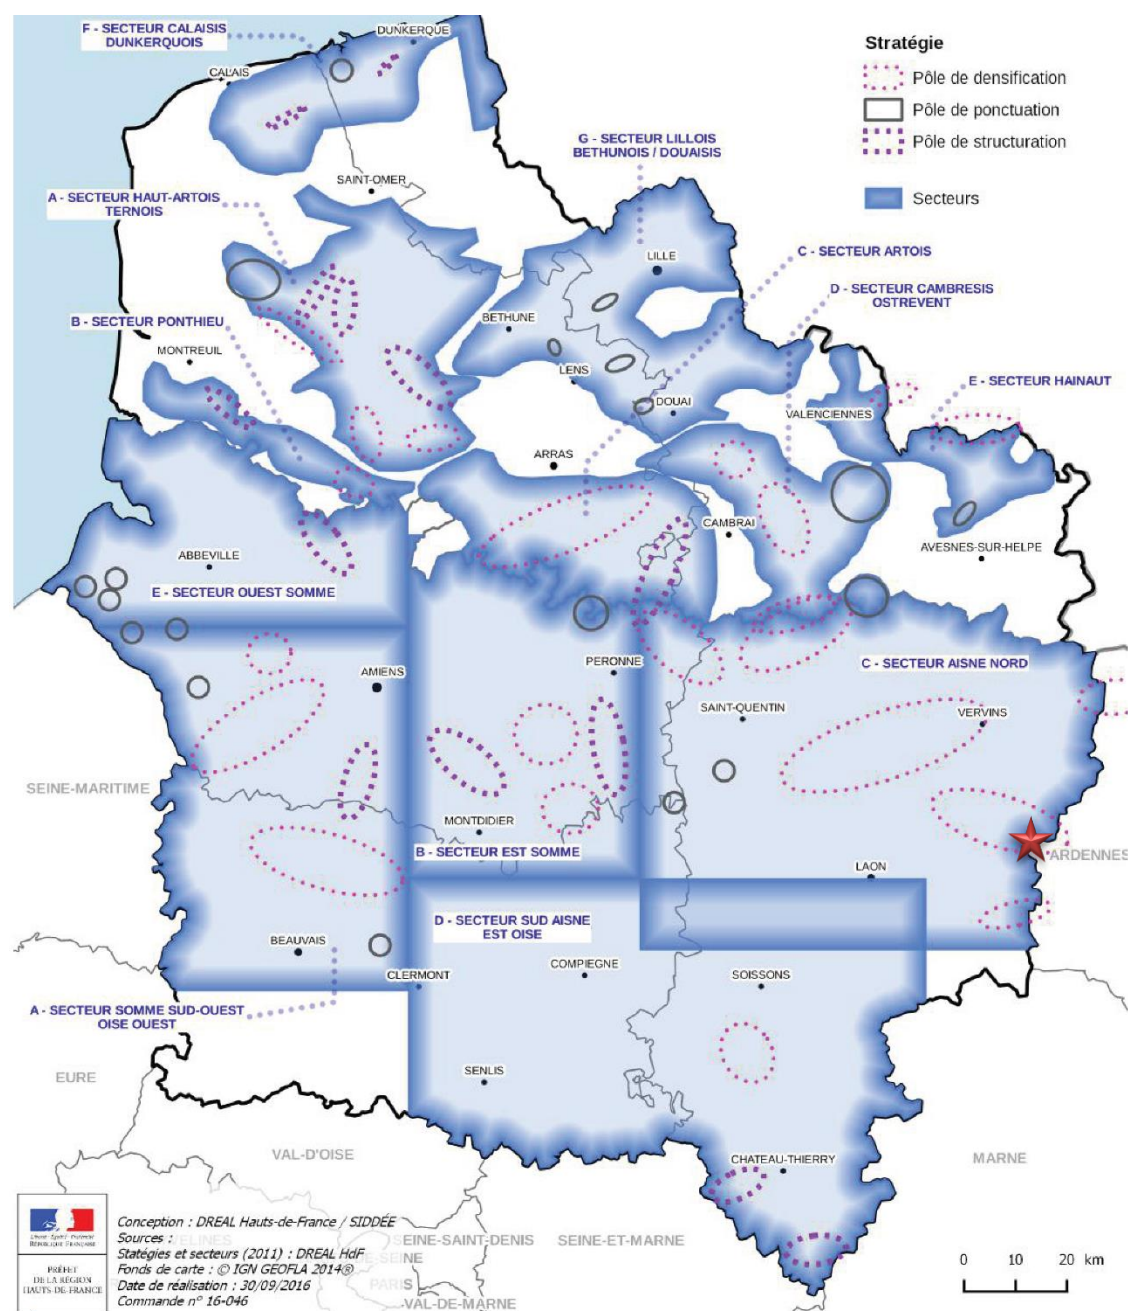 F - SECTEUR CALAISIS
DUNKERQUOIS
DUNKERQUE
CALAIS
Stratégie
Pôle de densification
Pôle de ponctuation
Pôle de structuration
Secteurs
G - SECTEUR LILLOIS
BETHUNOIS / DOUAISIS
SAINT-OMER
A - SECTEUR HAUT-ARTOIS
TERNOIS
LILLE
C - SECTEUR ARTOIS
D - SECTEUR CAMBRESIS
OSTREVENT
B - SECTEUR PONTHIEU
BETHUNE
MONTREUIL
LENS
E - SECTEUR HAINAUT
DOUAI
VALENCIENNES
ARRAS
CAMBRAI
AVESNES-SUR-HELPE
ABBEVILLE
E - SECTEUR OUEST SOMME
PERONNE
C - SECTEUR AISNE NORD
AMIENS
SAINT-QUENTIN
VERVINS
SEINE-MARITIME
MONTDIDIER
B - SECTEUR EST SOMME
ARDENNES
LAON
D - SECTEUR SUD AISNE
EST OISE
BEAUVAIS
CLERMONT
COMPIEGNE
SOISSONS
A - SECTEUR SOMME SUD-OUEST
OISE OUEST
SENLIS
EURE
VAL-D'OISE
CHATEAU-THIERRY
MARNE
Liberté • Égalité • Fraternité
RÉPUBLIQUE FRANÇAISE
PRÉFET
DE LA RÉGION
HAUTS-DE-FRANCE
Conception : DREAL Hauts-de-France / SIDDÉE
Sources :
Statégies et secteurs (2011) : DREAL HdF
Fonds de carte : © IGN GEOFLA 2014®
Date de réalisation : 30/09/2016
Commande n° 16-046
SEINE-SAINT-DENIS
SEINE-ET-MARNE
PARIS
VAL-DE-MARNE
0 10 20 km